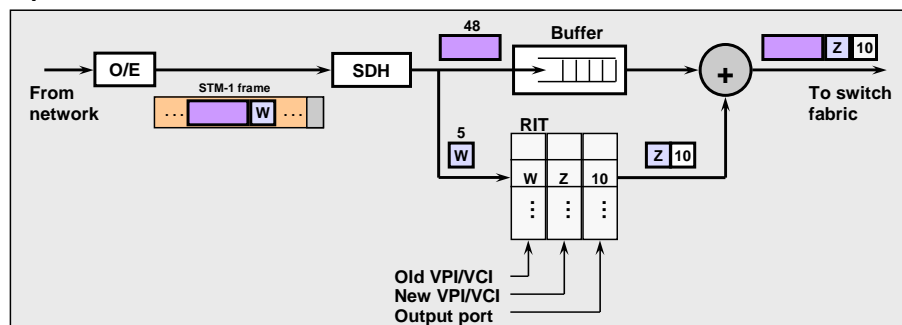 48
Buffer
Z 10
O/E
SDH
+
From
network
STM-1 frame
... W ...
To switch
fabric
5
W
RIT
Z 10
W Z 10
⋮ ⋮ ⋮
Old VPI/VCI
New VPI/VCI
Output port